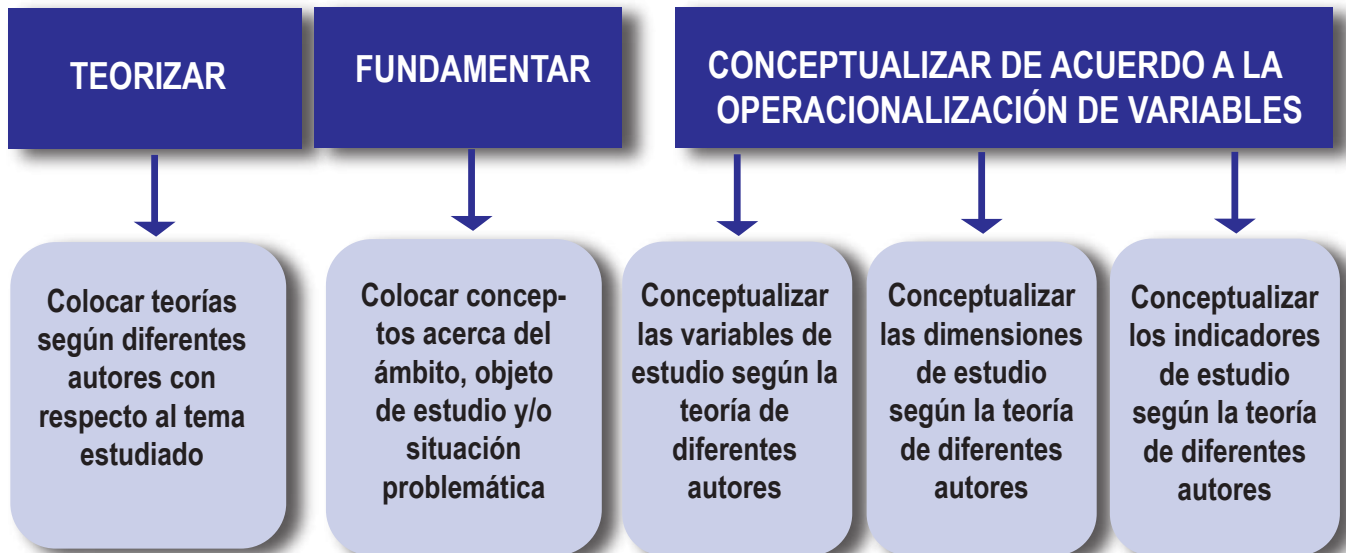 TEORIZAR
FUNDAMENTAR
CONCEPTUALIZAR DE ACUERDO A LA
OPERACIONALIZACIÓN DE VARIABLES
Colocar teorías
según diferentes
autores con
respecto al tema
estudiado
Colocar concep-
tos acerca del
ámbito, objeto
de estudio y/o
situación
problemática
Conceptualizar
las variables de
estudio según la
teoría de
diferentes
autores
Conceptualizar
las dimensiones
de estudio
según la teoría
de diferentes
autores
Conceptualizar
los indicadores
de estudio
según la teoría
de diferentes
autores